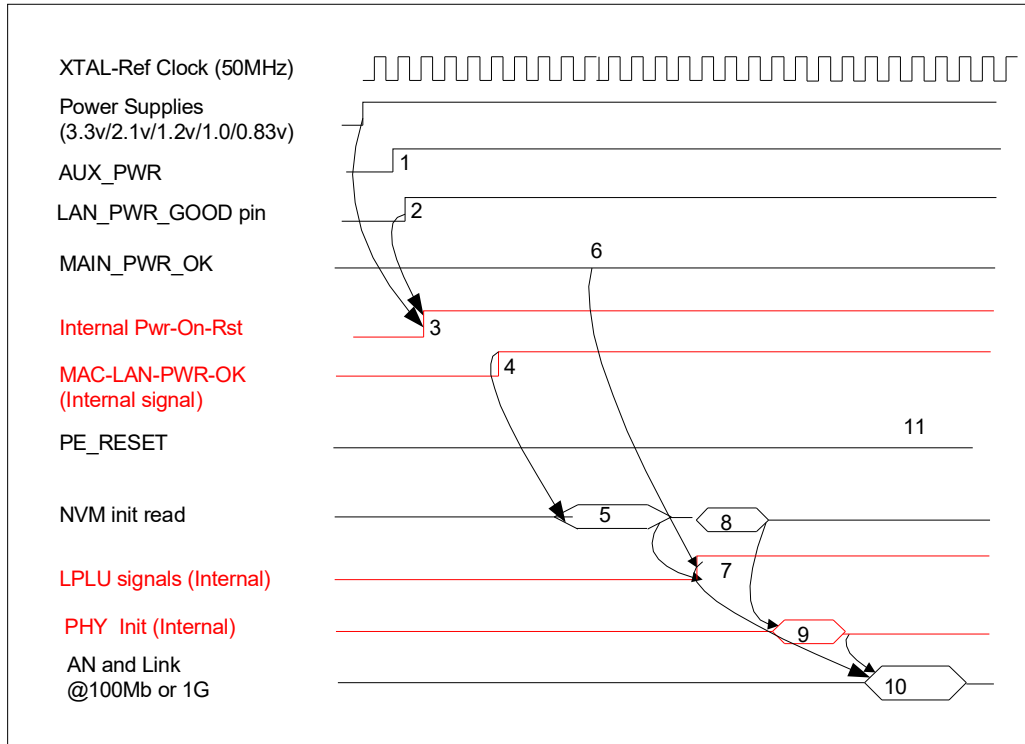 XTAL-Ref Clock (50MHz)
Power Supplies
(3.3v/2.1v/1.2v/1.0/0.83v)
1
AUX_PWR
2
LAN_PWR_GOOD pin
6
MAIN_PWR_OK
3
Internal Pwr-On-Rst
4
MAC-LAN-PWR-OK
(Internal signal)
11
PE_RESET
NVM init read
5
8
7
LPLU signals (Internal)
PHY Init (Internal)
9
AN and Link
@100Mb or 1G
10